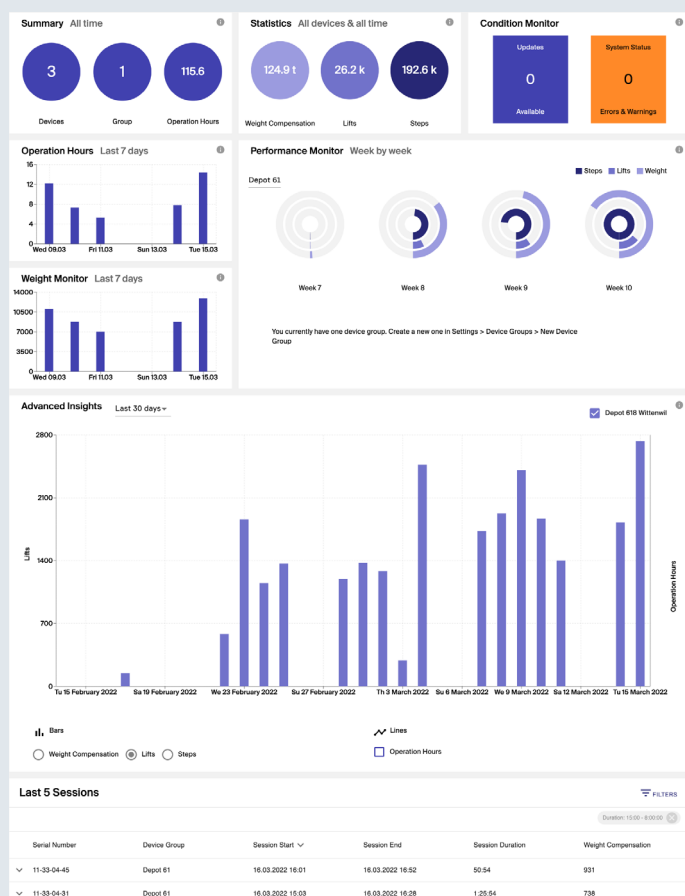 Summary All time
3
1
115.6
Devices
Group
Operation Hours
Statistics All devices & all time
124.9 t
26.2 k
192.6 k
Weight Compensation
Lifts
Steps
Condition Monitor
Updates
0
Available
System Status
0
Errors & Warnings
Operation Hours Last 7 days
16
12
8
4
0
Wed 09.03 Fri 11.03 Sun 13.03 Tue 15.03
Weight Monitor Last 7 days
14000
10500
7000
3500
0
Wed 09.03 Fri 11.03 Sun 13.03 Tue 15.03
Performance Monitor Week by week
Steps Lifts Weight
Depot 61
Week 7 Week 8 Week 9 Week 10
You currently have one device group. Create a new one in Settings > Device Groups > New Device
Group
Advanced Insights Last 30 days
Depot 618 Wittenwil
2800
2100
1400
700
0
Lifts
Operation Hours
Tu 15 February 2022 Sa 19 February 2022 We 23 February 2022 Su 27 February 2022 Th 3 March 2022 Su 6 March 2022 We 9 March 2022 Sa 12 March 2022 Tu 15 March 2022
Bars
Weight Compensation Lifts Steps
Lines
Operation Hours
Last 5 Sessions
FILTERS
Duration: 15:00 - 8:00:00
Serial Number Device Group Session Start Session End Session Duration Weight Compensation
11-33-04-45 Depot 61 16.03.2022 16:01 16.03.2022 16:52 50:54 931
11-33-04-31 Depot 61 16.03.2022 15:03 16.03.2022 16:28 1:25:54 738